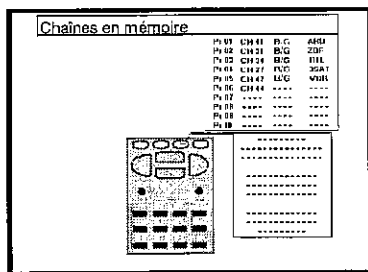 Chaînes en mémoire
Pr 01 CH 41 B/G ARD
Pr 02 CH 31 B/G ZDF
Pr 03 CH 34 B/G RTL
Pr 04 CH 27 B/G 3SAT
Pr 05 CH 47 B/G
Pr 06 CH 44 ---- ----
Pr 07 ---- ---- ----
Pr 08 ---- ---- ----
Pr 09 ---- ---- ----
Pr 10 ---- ---- ----